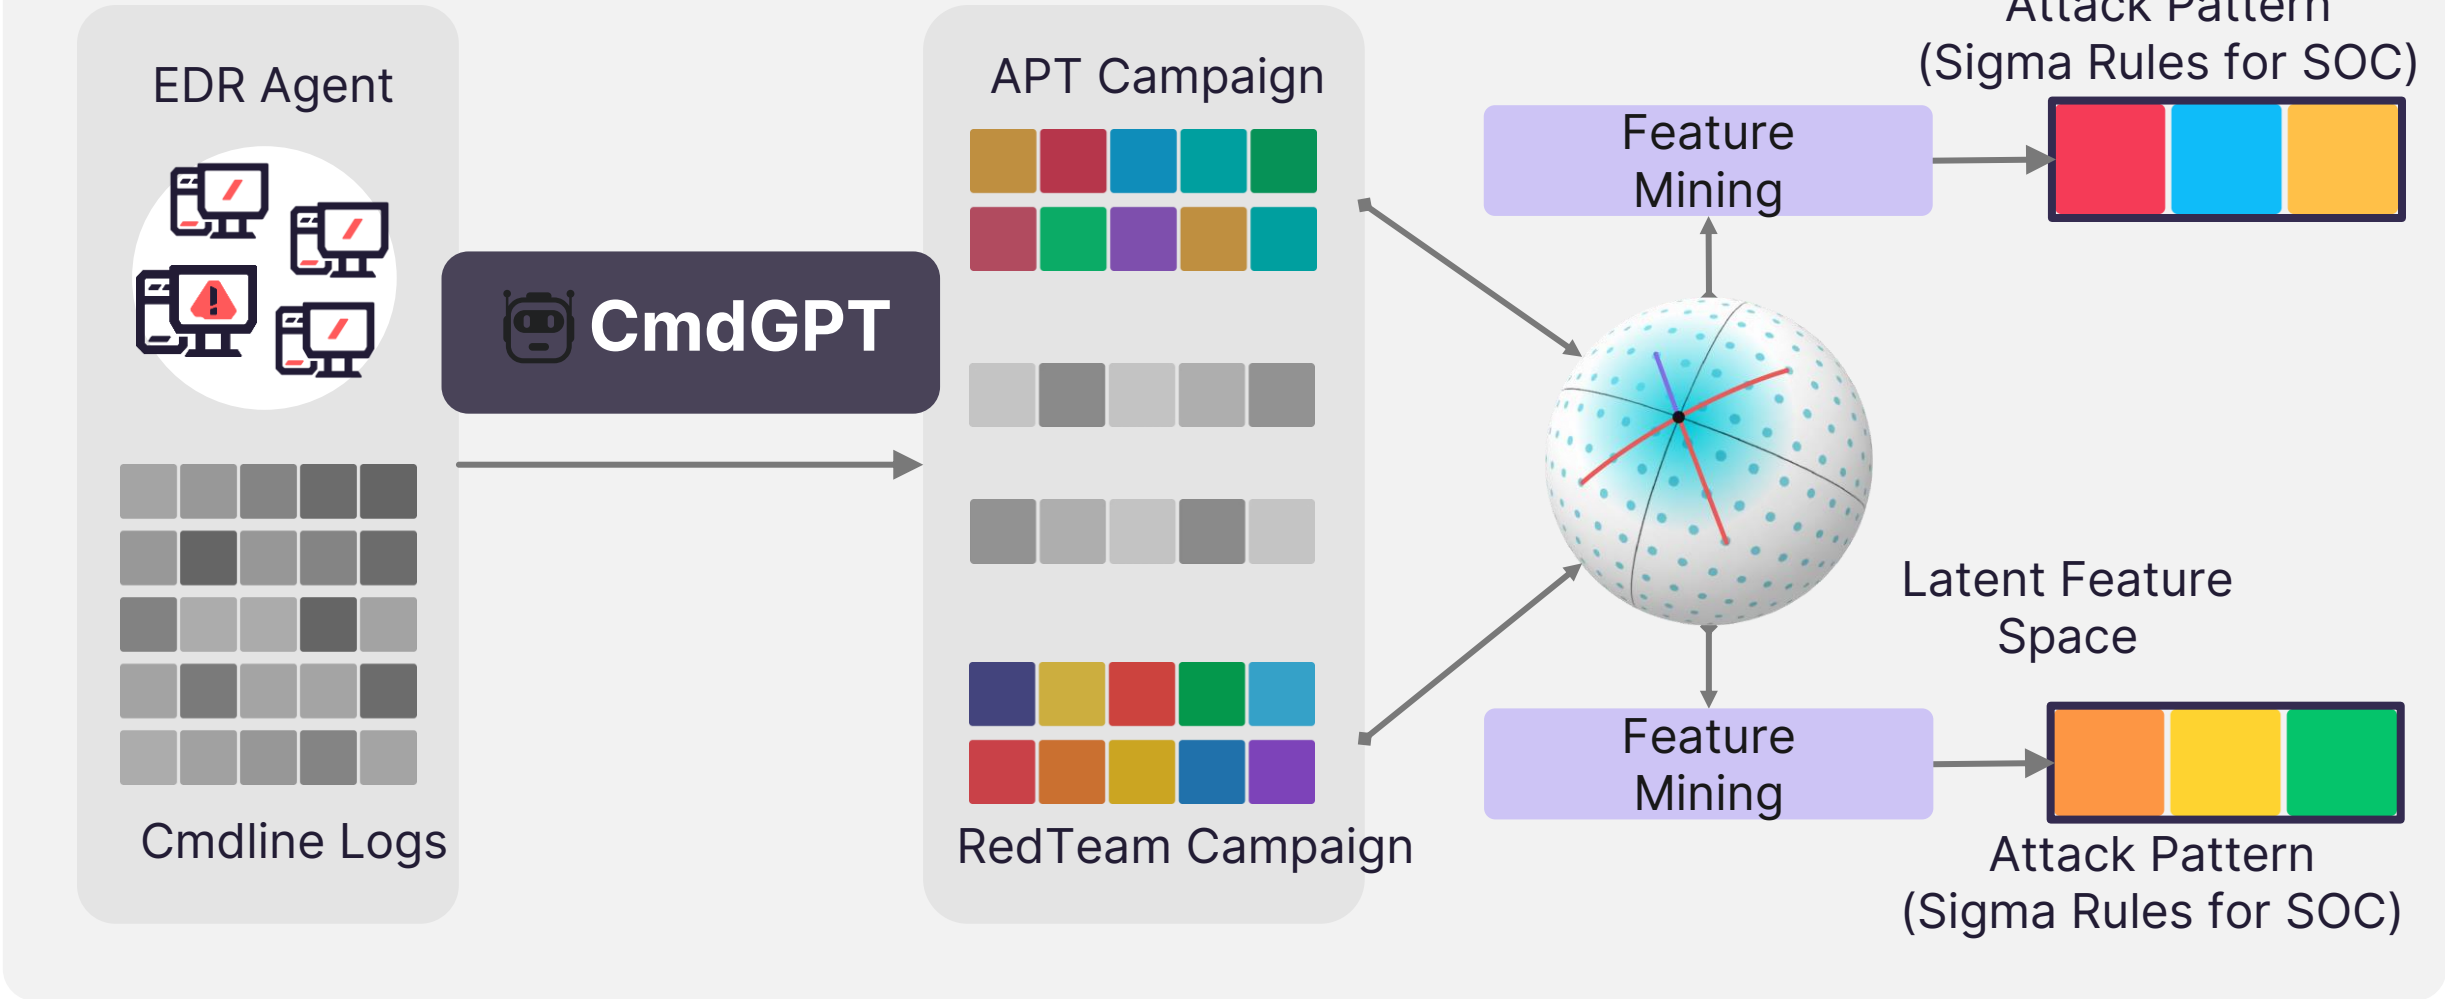 EDR Agent
CmdGPT
Cmdline Logs
APT Campaign
RedTeam Campaign
Feature
Mining
Attack Pattern
(Sigma Rules for SOC)
Latent Feature
Space
Feature
Mining
Attack Pattern
(Sigma Rules for SOC)